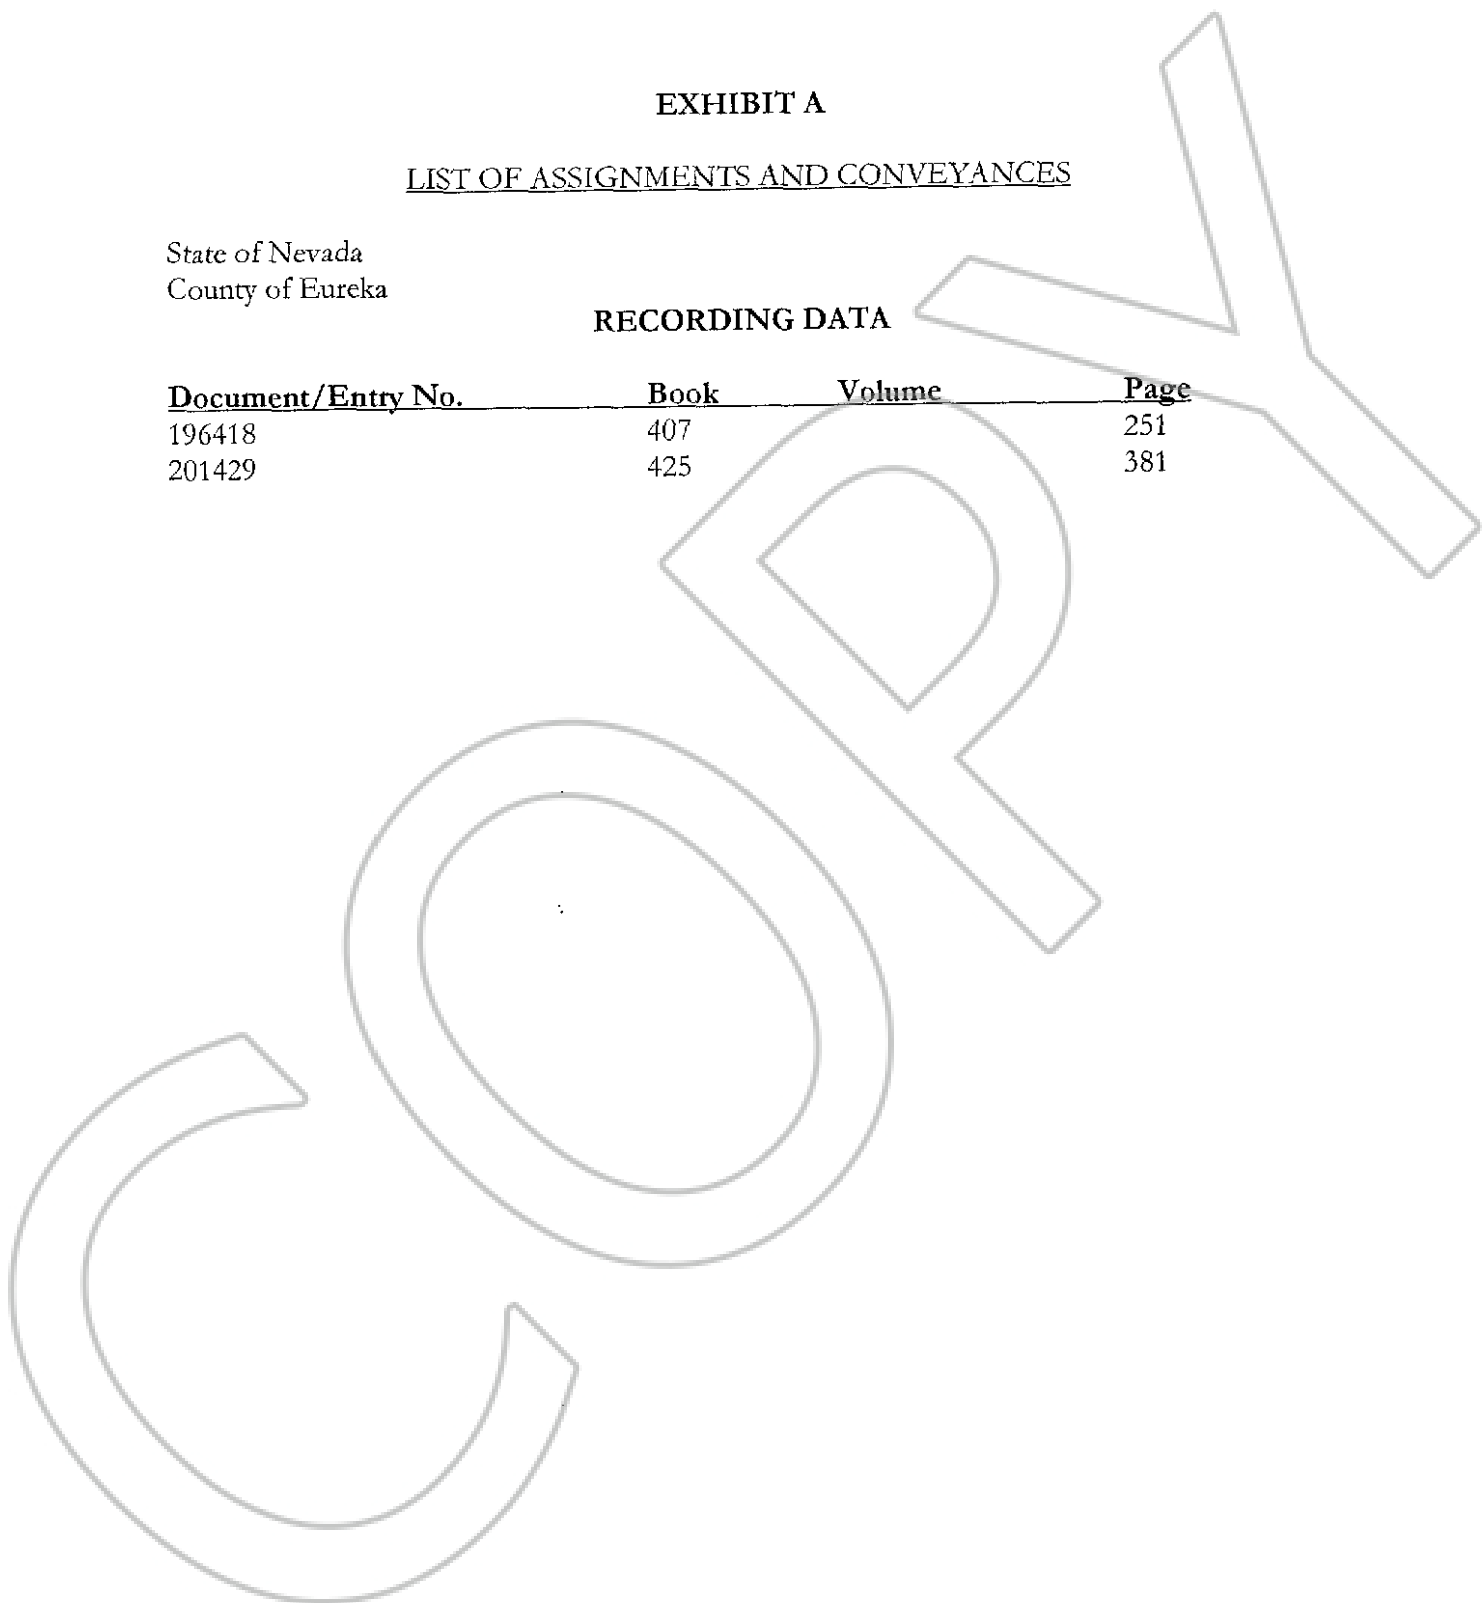 EXHIBIT A
LIST OF ASSIGNMENTS AND CONVEYANCES
State of Nevada
County of Eureka
RECORDING DATA
Document/Entry No. Book Volume Page
196418 407 251
201429 425 381
COPY